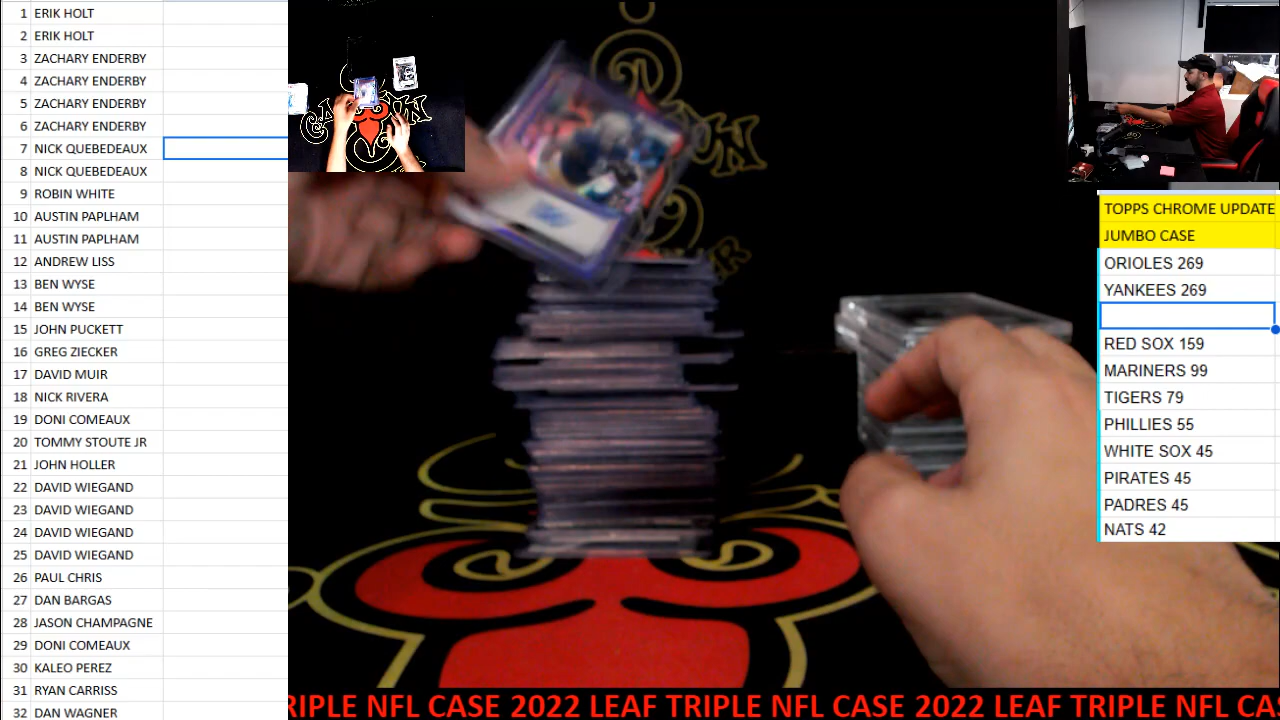 1 ERIK HOLT
2 ERIK HOLT
3 ZACHARY ENDERBY
4 ZACHARY ENDERBY
5 ZACHARY ENDERBY
6 ZACHARY ENDERBY
7 NICK QUEBEDEAUX
8 NICK QUEBEDEAUX
9 ROBIN WHITE
10 AUSTIN PAPLHAM
11 AUSTIN PAPLHAM
12 ANDREW LISS
13 BEN WYSE
14 BEN WYSE
15 JOHN PUCKETT
16 GREG ZIECKER
17 DAVID MUIR
18 NICK RIVERA
19 DONI COMEAUX
20 TOMMY STOUTE JR
21 JOHN HOLLER
22 DAVID WIEGAND
23 DAVID WIEGAND
24 DAVID WIEGAND
25 DAVID WIEGAND
26 PAUL CHRIS
27 DAN BARGAS
28 JASON CHAMPAGNE
29 DONI COMEAUX
30 KALEO PEREZ
31 RYAN CARRISS
32 DAN WAGNER
TOPPS CHROME UPDATE
JUMBO CASE
ORIOLES 269
YANKEES 269
RED SOX 159
MARINERS 99
TIGERS 79
PHILLIES 55
WHITE SOX 45
PIRATES 45
PADRES 45
NATS 42
RIPLE NFL CASE 2022 LEAF TRIPLE NFL CASE 2022 LEAF TRIPLE NFL CA